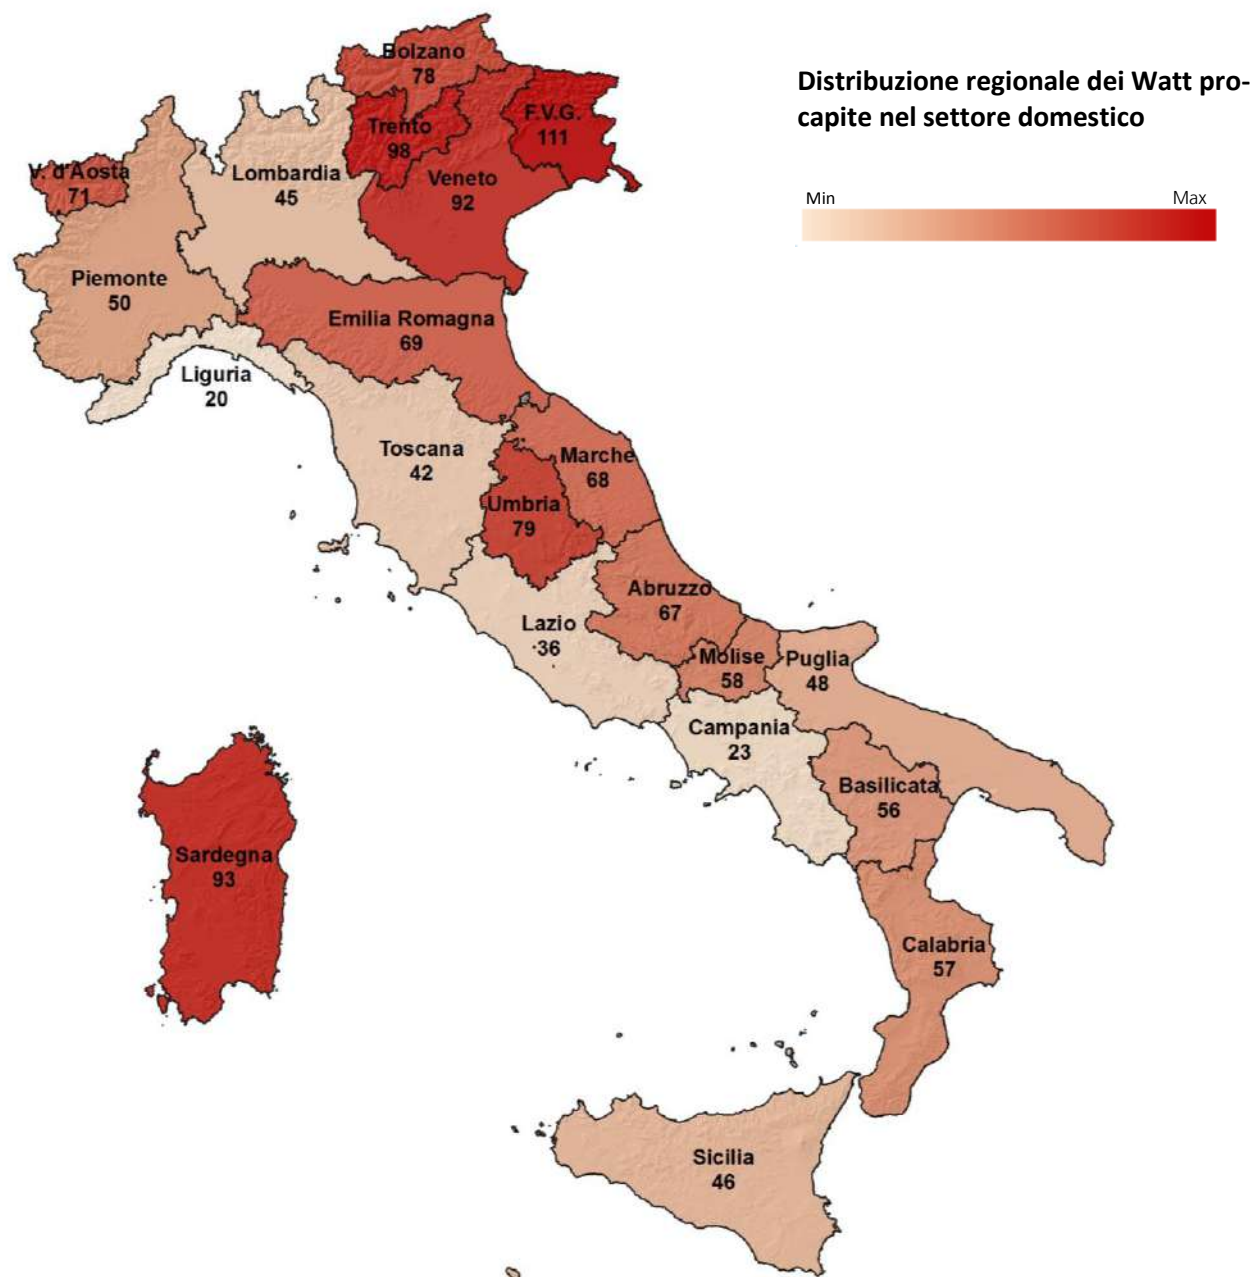 Distribuzione regionale dei Watt pro-
capite nel settore domestico
Min
Max
Bolzano
78
F.V.G.
111
Trento
98
V. d'Aosta
71
Lombardia
45
Veneto
92
Piemonte
50
Emilia Romagna
69
Liguria
20
Toscana
42
Marche
68
Umbria
79
Abruzzo
67
Lazio
36
Molise
58
Puglia
48
Campania
23
Basilicata
56
Sardegna
93
Calabria
57
Sicilia
46